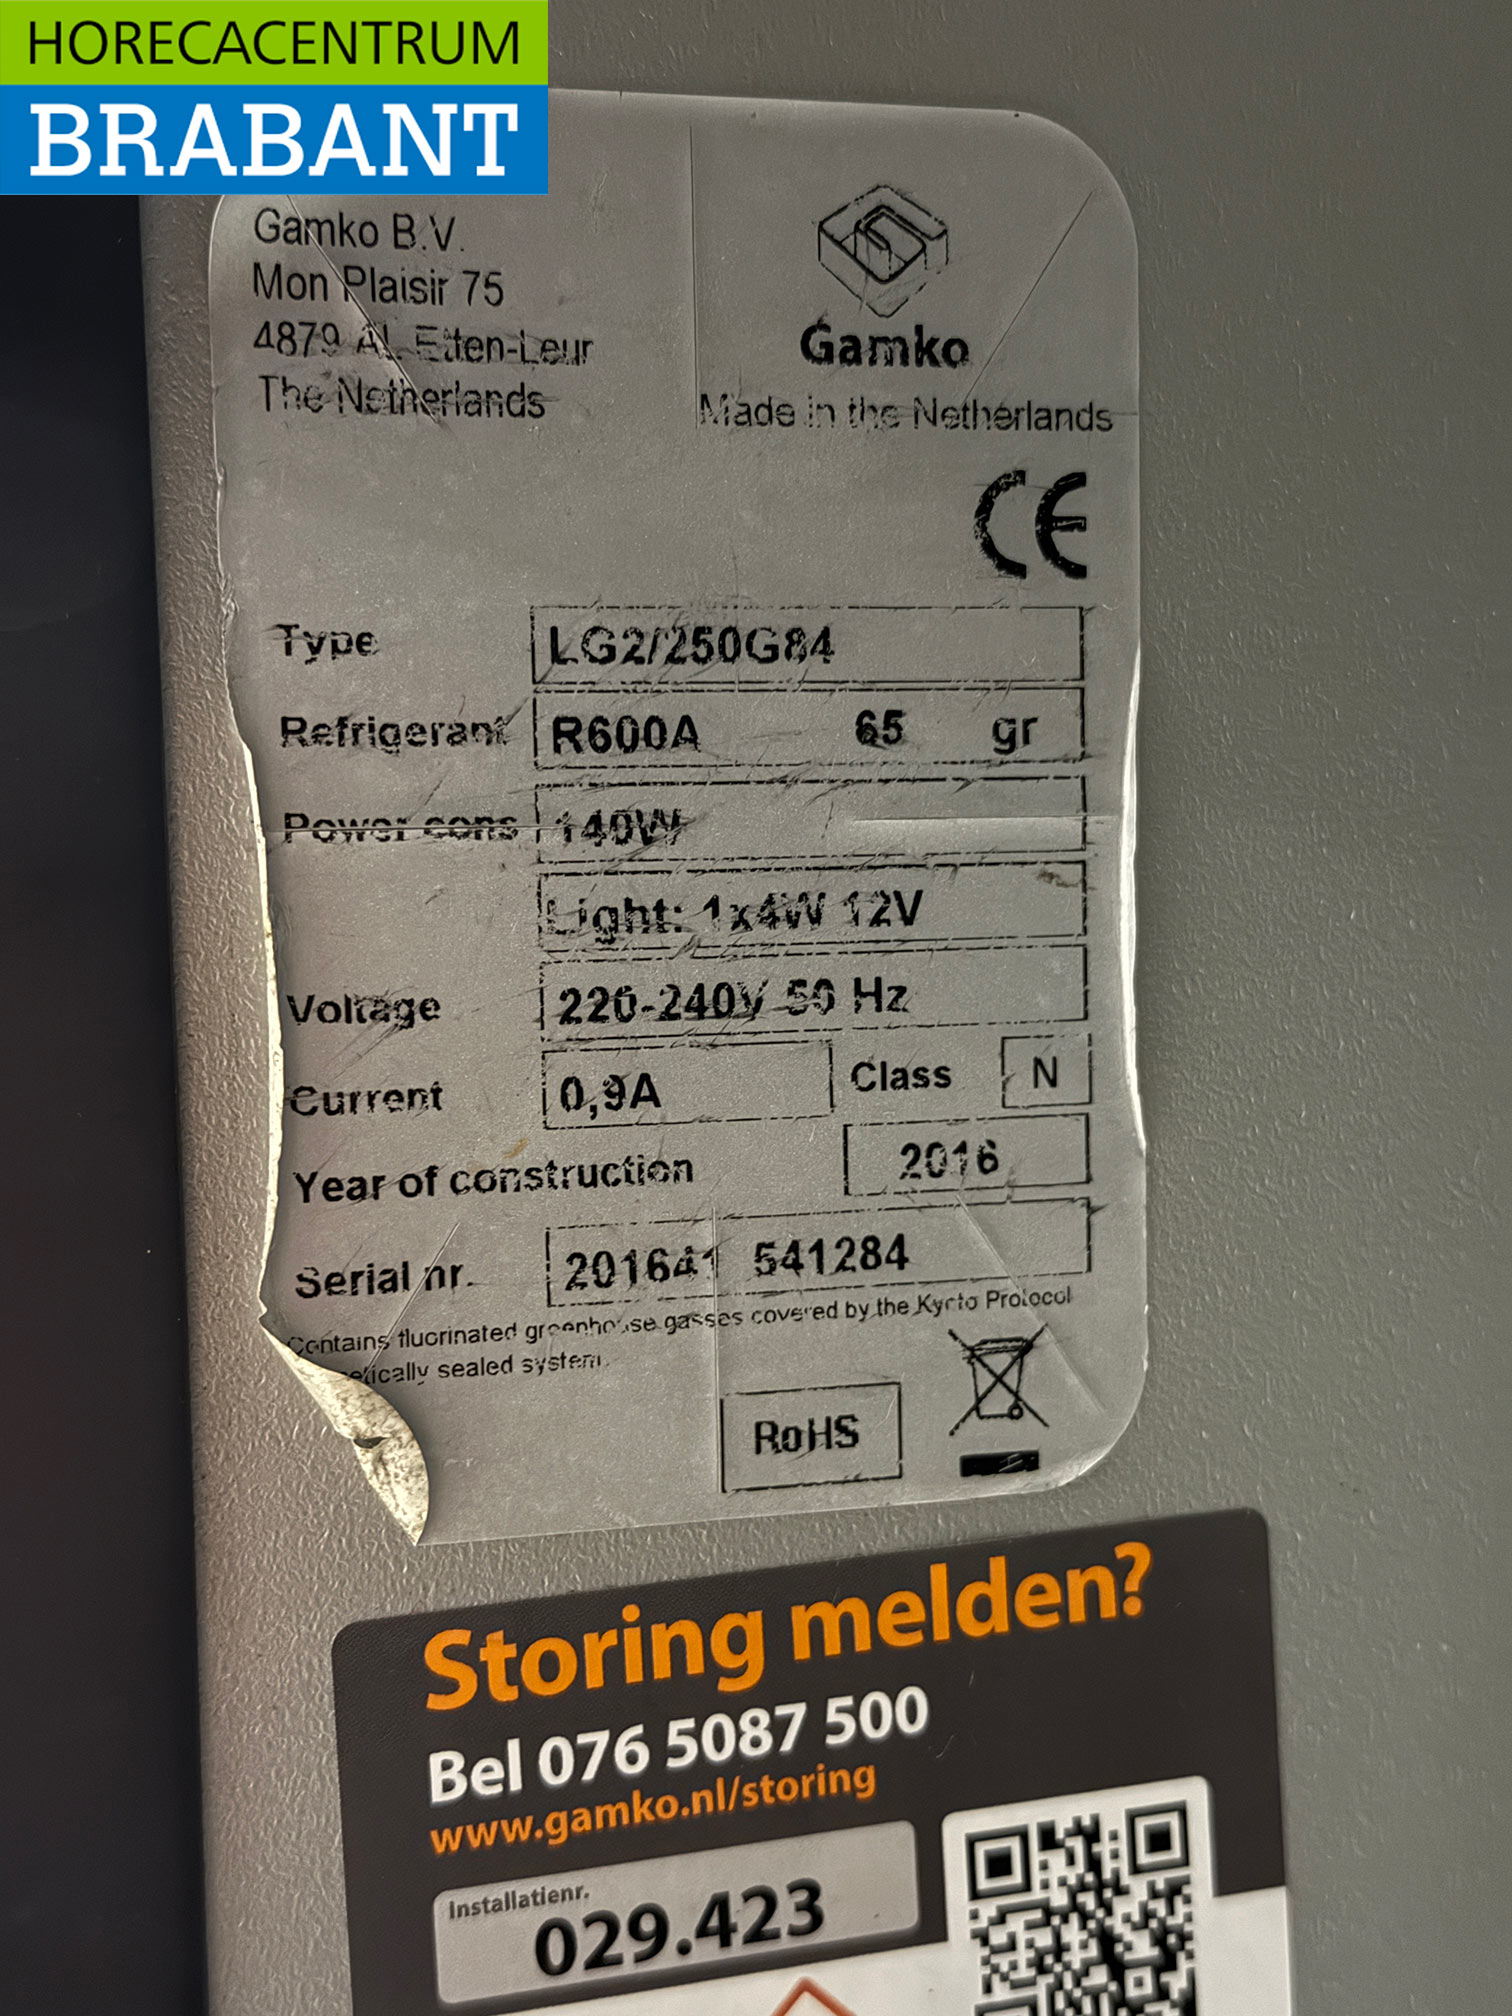 HORECACENTRUM
BRABANT
Gamko B.V.
Mon Plaisir 75
4879 AL Etten-Leur
The Netherlands
Gamko
Made in the Netherlands
CE
Type LG2/250G84
Refrigerant R600A 65 gr
Power cons 140W
Light: 1x4W 12V
Voltage 220-240V 50 Hz
Current 0,9A Class N
Year of construction 2016
Serial nr. 201641 541284
Contains fluorinated greenhouse gasses covered by the Kyoto Protocol
sealed system.
RoHS
Storing melden?
Bel 076 5087 500
www.gamko.nl/storing
Installatienr.
029.423